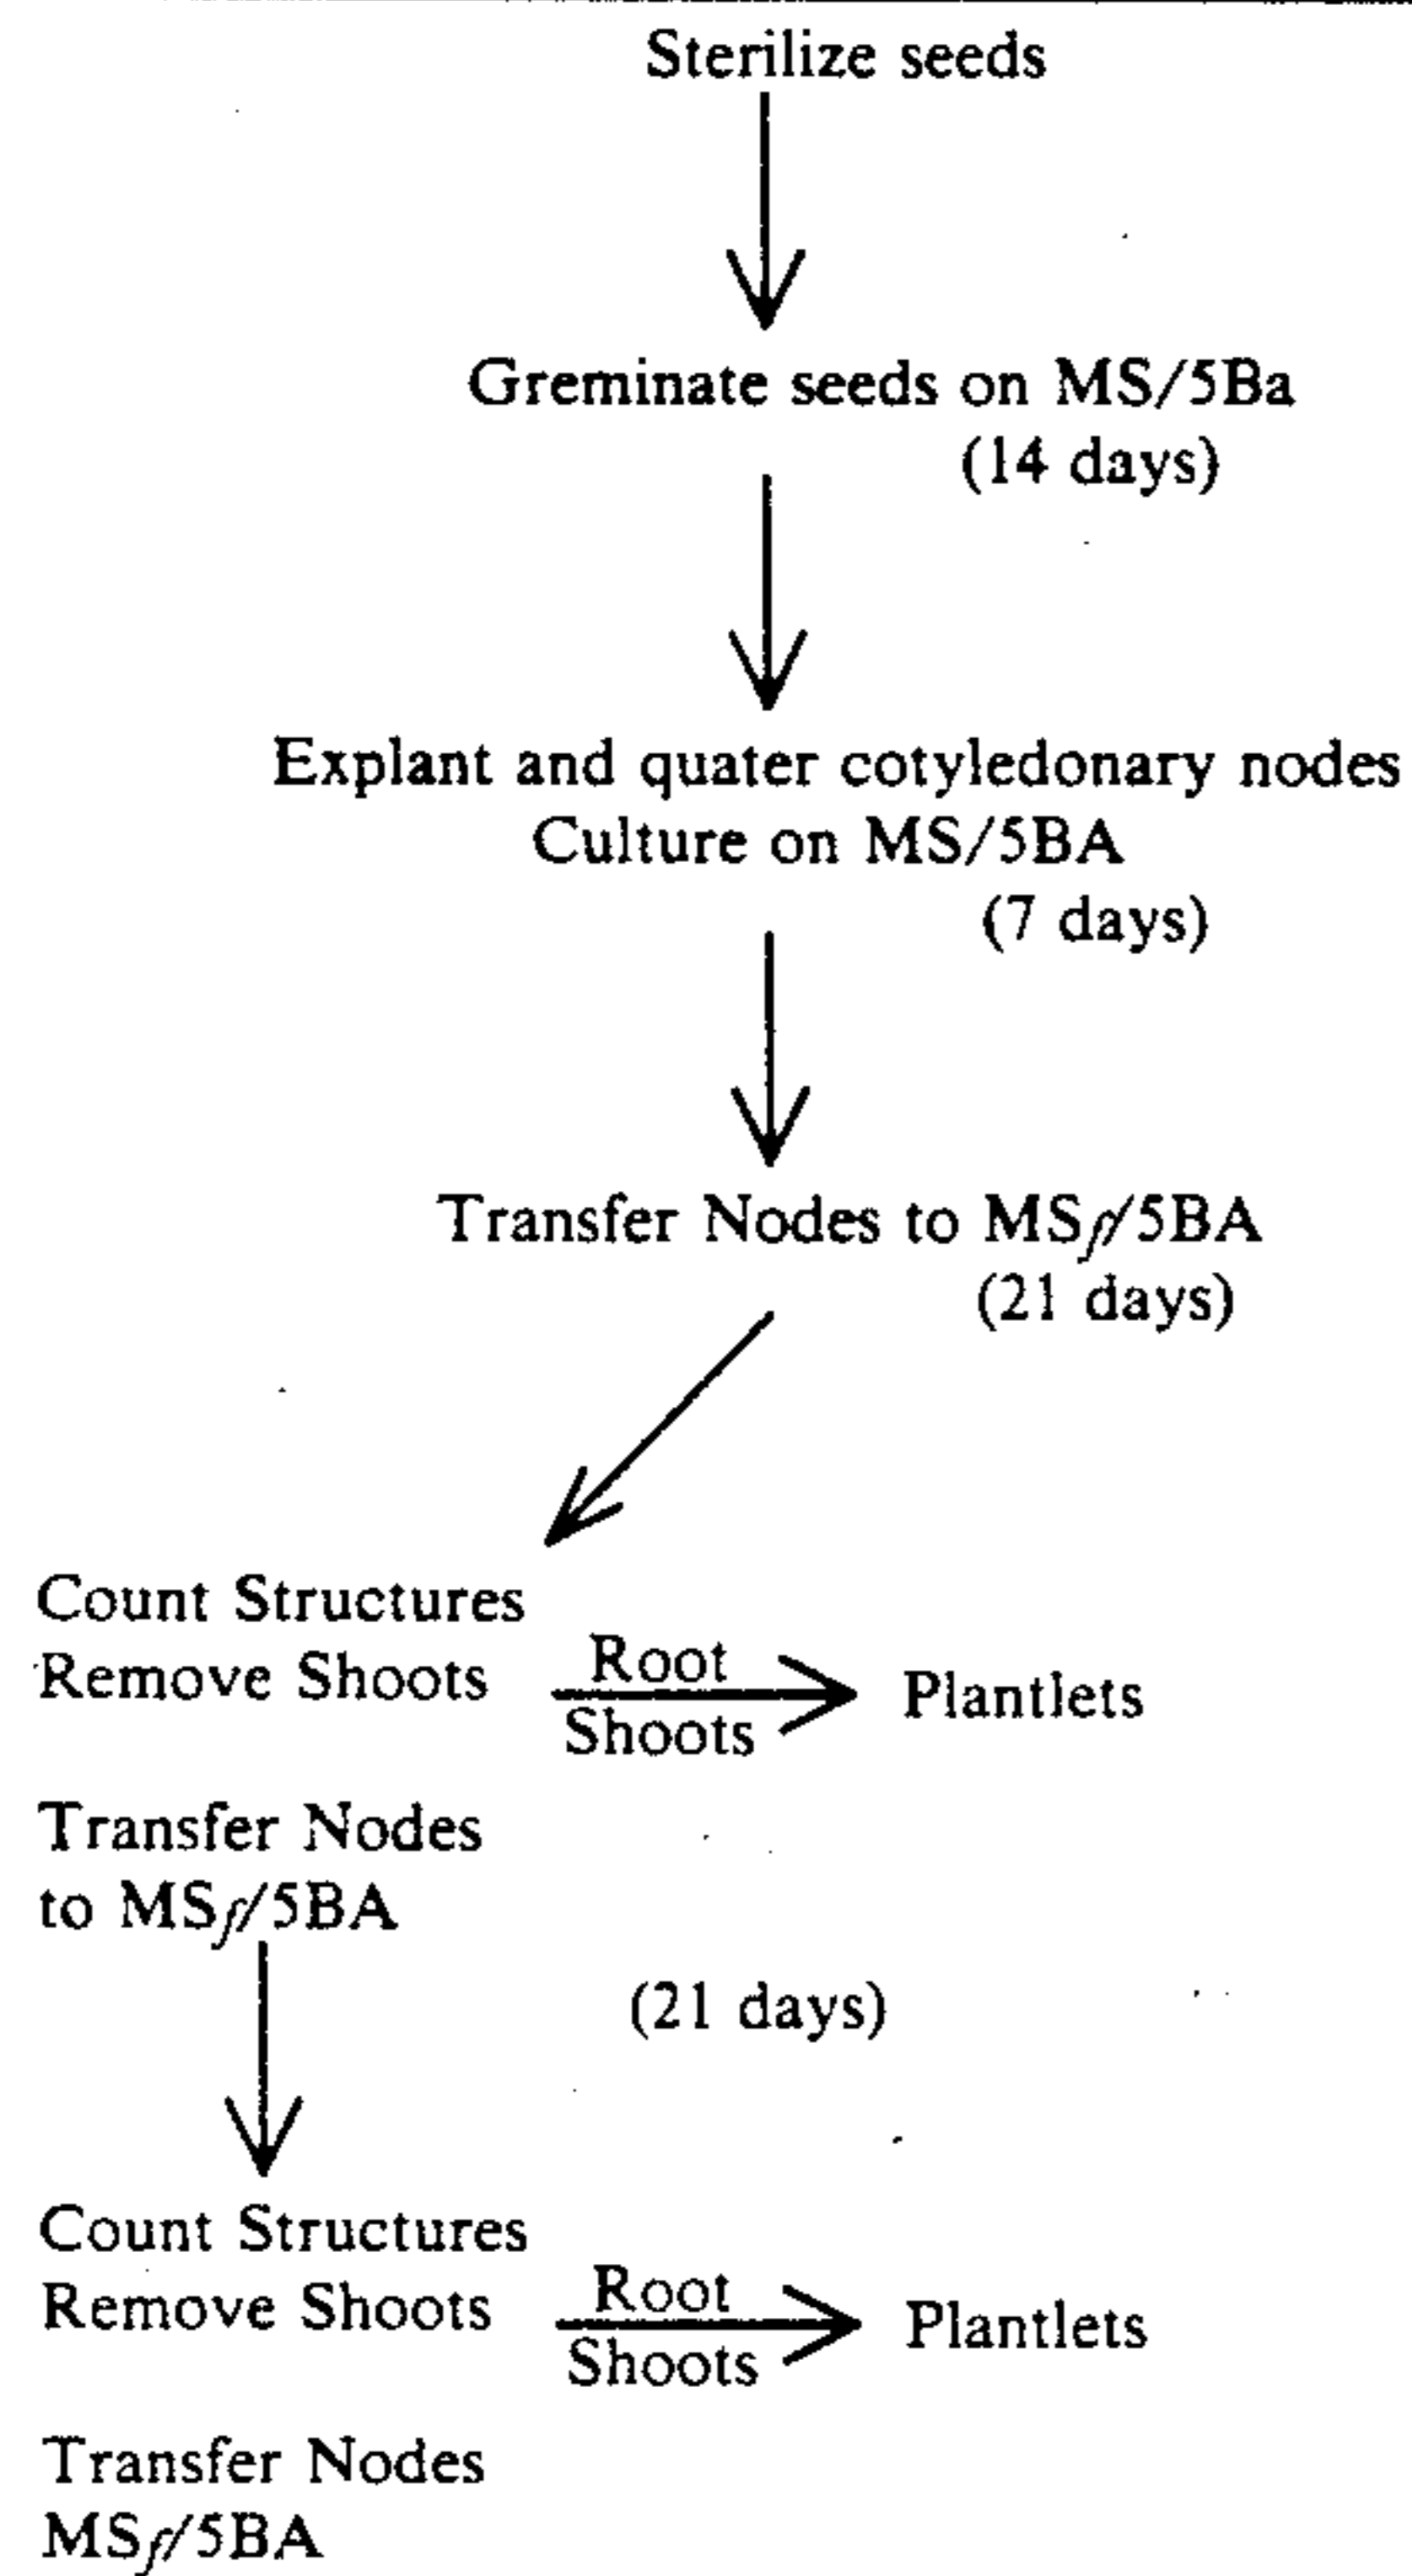 Sterilize seeds
Greminate seeds on MS/5Ba
(14 days)
Explant and quater cotyledonary nodes
Culture on MS/5BA
(7 days)
Transfer Nodes to MSf/5BA
(21 days)
Count Structures
Remove Shoots
Root
Shoots
Plantlets
Transfer Nodes
to MSf/5BA
(21 days)
Count Structures
Remove Shoots
Root
Shoots
Plantlets
Transfer Nodes
MSf/5BA